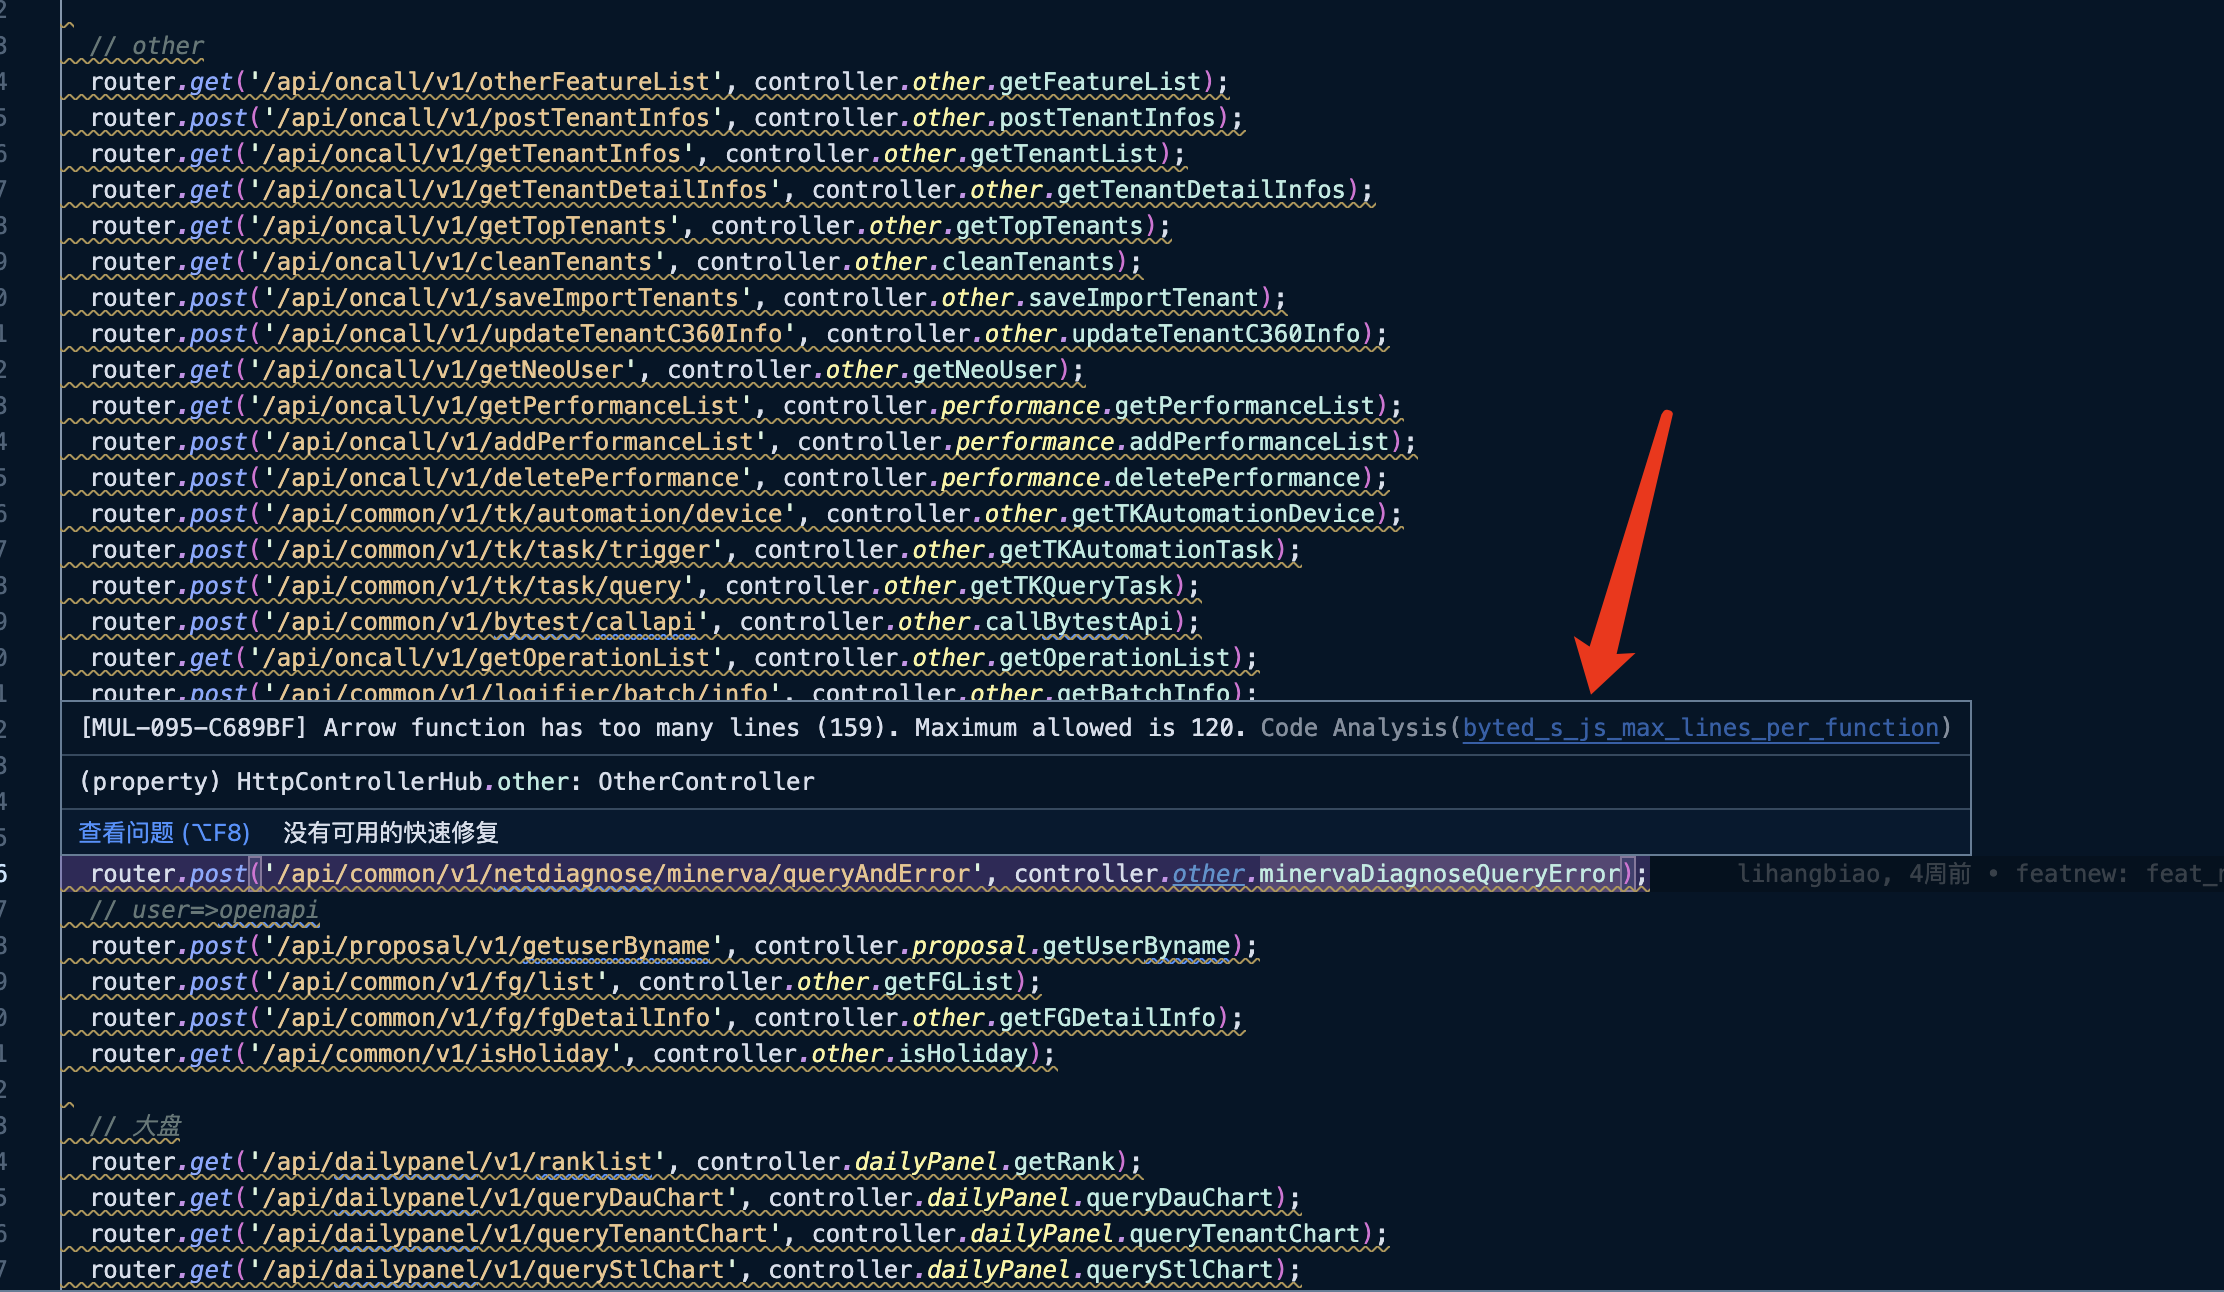 // other
router.get('/api/oncall/v1/otherFeatureList', controller.other.getFeatureList);
router.post('/api/oncall/v1/postTenantInfos', controller.other.postTenantInfos);
router.get('/api/oncall/v1/getTenantInfos', controller.other.getTenantList);
router.get('/api/oncall/v1/getTenantDetailInfos', controller.other.getTenantDetailInfos);
router.get('/api/oncall/v1/getTopTenants', controller.other.getTopTenants);
router.get('/api/oncall/v1/cleanTenants', controller.other.cleanTenants);
router.post('/api/oncall/v1/saveImportTenants', controller.other.saveImportTenant);
router.post('/api/oncall/v1/updateTenantC360Info', controller.other.updateTenantC360Info);
router.get('/api/oncall/v1/getNeoUser', controller.other.getNeoUser);
router.get('/api/oncall/v1/getPerformanceList', controller.performance.getPerformanceList);
router.post('/api/oncall/v1/addPerformanceList', controller.performance.addPerformanceList);
router.post('/api/oncall/v1/deletePerformance', controller.performance.deletePerformance);
router.post('/api/common/v1/tk/automation/device', controller.other.getTKAutomationDevice);
router.post('/api/common/v1/tk/task/trigger', controller.other.getTKAutomationTask);
router.post('/api/common/v1/tk/task/query', controller.other.getTKQueryTask);
router.post('/api/common/v1/bytest/callapi', controller.other.callBytestApi);
router.get('/api/oncall/v1/getOperationList', controller.other.getOperationList);
router.post('/api/common/v1/logifier/batch/info', controller.other.getBatchInfo);
[MUL-095-C689BF] Arrow function has too many lines (159). Maximum allowed is 120. Code Analysis(byted_s_js_max_lines_per_function)
(property) HttpControllerHub.other: OtherController
查看问题 (⌥F8) 没有可用的快速修复
router.post('/api/common/v1/netdiagnose/minerva/queryAndError', controller.other.minervaDiagnoseQueryError); lihangbiao, 4周前 • featnew: feat_
// user=>openapi
router.post('/api/proposal/v1/getuserByname', controller.proposal.getUserByname);
router.post('/api/common/v1/fg/list', controller.other.getFGList);
router.post('/api/common/v1/fg/fgDetailInfo', controller.other.getFGDetailInfo);
router.get('/api/common/v1/isHoliday', controller.other.isHoliday);
// 大盘
router.get('/api/dailypanel/v1/ranklist', controller.dailyPanel.getRank);
router.get('/api/dailypanel/v1/queryDauChart', controller.dailyPanel.queryDauChart);
router.get('/api/dailypanel/v1/queryTenantChart', controller.dailyPanel.queryTenantChart);
router.get('/api/dailypanel/v1/queryStlChart', controller.dailyPanel.queryStlChart);